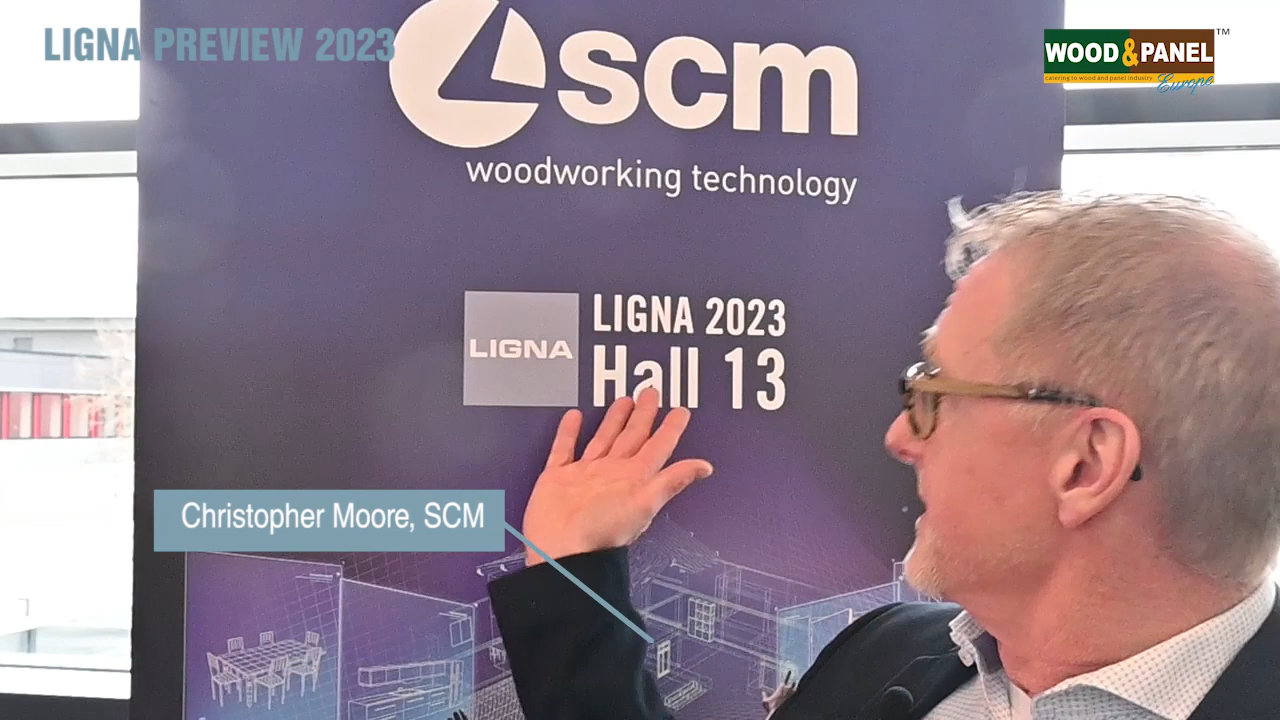 LIGNA PREVIEW 2023
WOOD&PANEL™
catering to wood and panel industry
Europe
scm
woodworking technology
LIGNA
LIGNA 2023
Hall 13
Christopher Moore, SCM